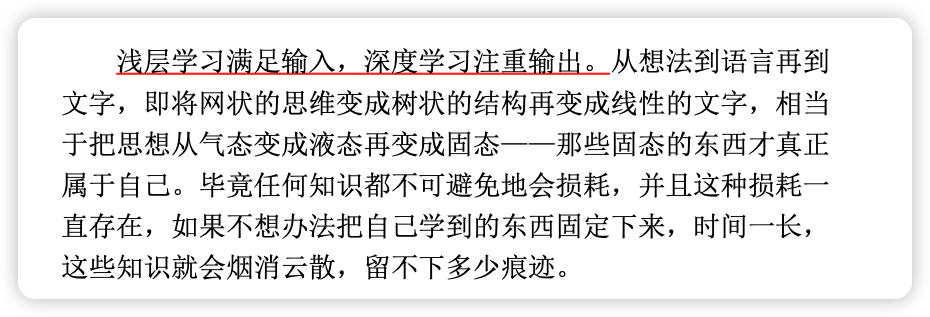 浅层学习满足输入，深度学习注重输出。从想法到语言再到
文字，即将网状的思维变成树状的结构再变成线性的文字，相当
于把思想从气态变成液态再变成固态——那些固态的东西才真正
属于自己。毕竟任何知识都不可避免地会损耗，并且这种损耗一
直存在，如果不想办法把自己学到的东西固定下来，时间一长，
这些知识就会烟消云散，留不下多少痕迹。